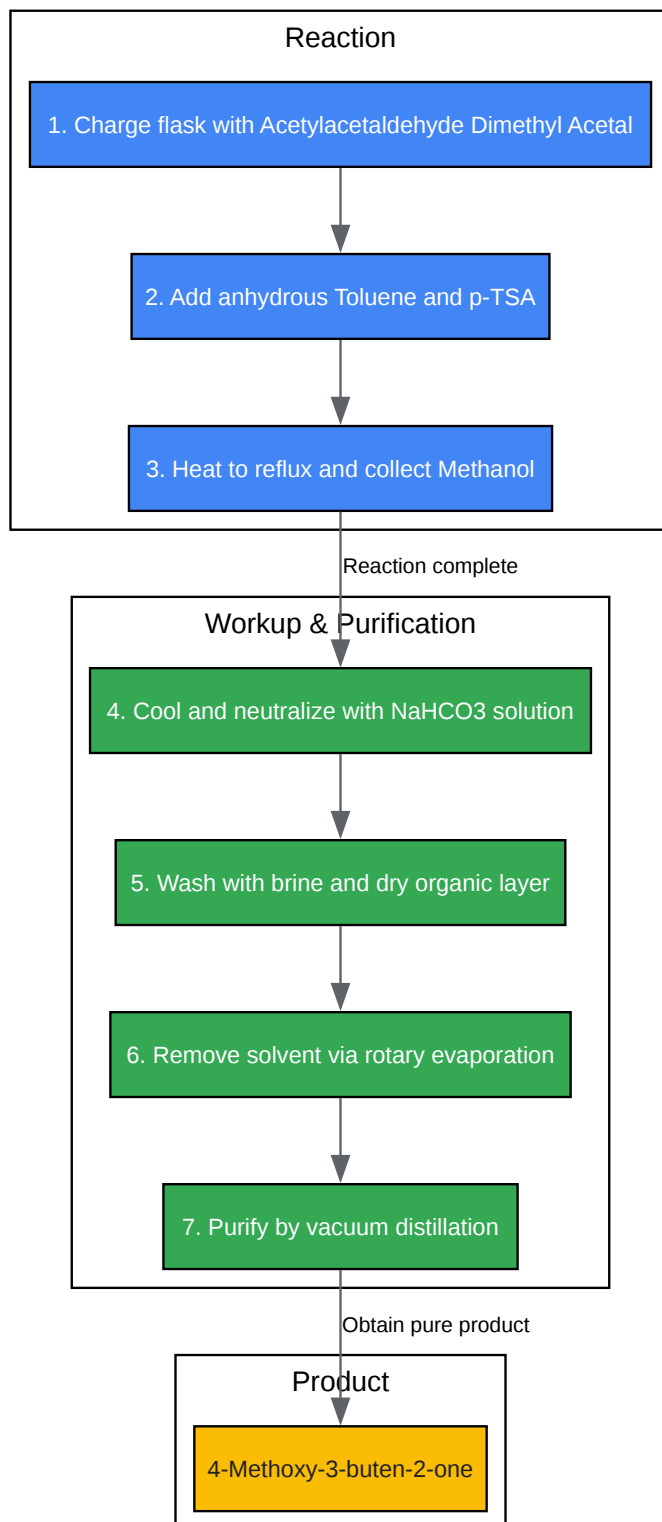 Reaction
1. Charge flask with Acetylacetaldehyde Dimethyl Acetal
2. Add anhydrous Toluene and p-TSA
3. Heat to reflux and collect Methanol
Reaction complete
Workup & Purification
4. Cool and neutralize with NaHCO3 solution
5. Wash with brine and dry organic layer
6. Remove solvent via rotary evaporation
7. Purify by vacuum distillation
Obtain pure product
Product
4-Methoxy-3-buten-2-one